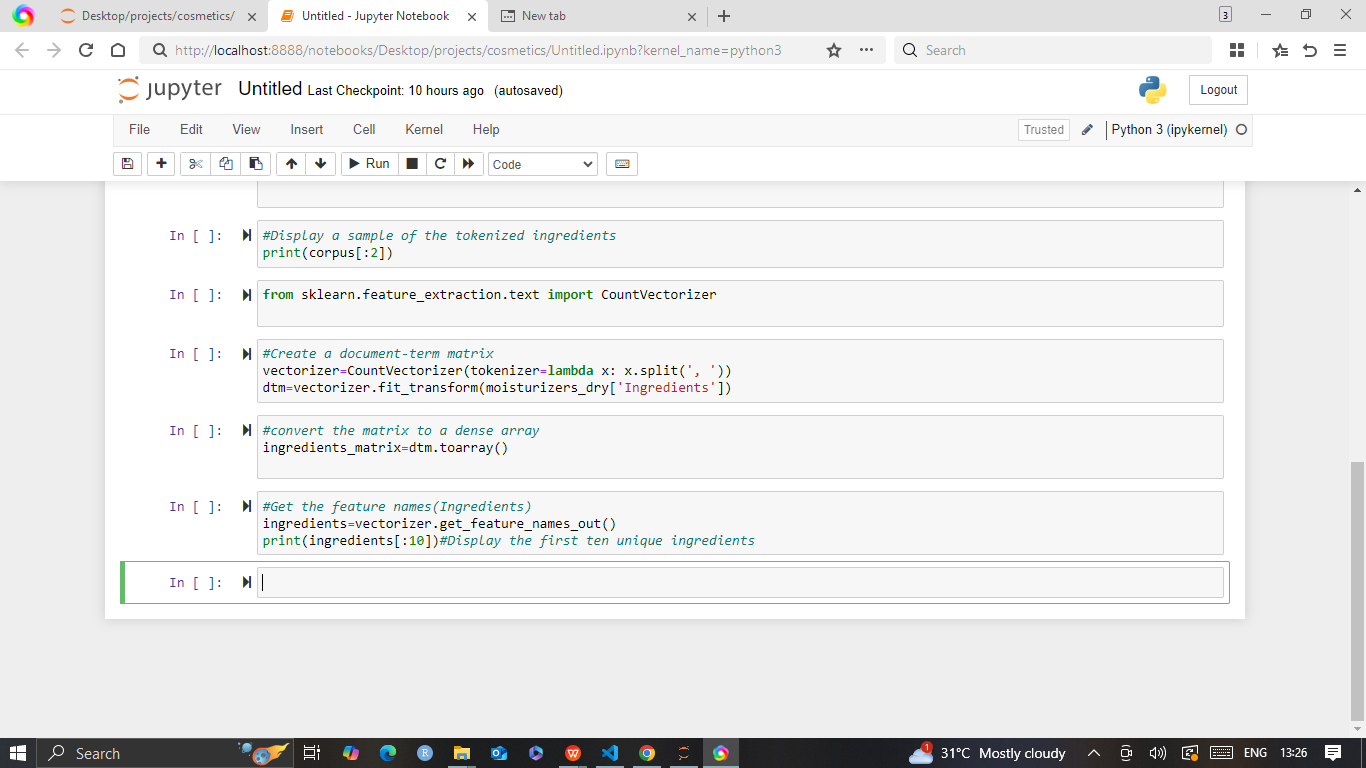 Desktop/projects/cosmetics/
Untitled - Jupyter Notebook
New tab
3
http://localhost:8888/notebooks/Desktop/projects/cosmetics/Untitled.ipynb?kernel_name=python3
Search
jupyter Untitled Last Checkpoint: 10 hours ago (autosaved)
Logout
File Edit View Insert Cell Kernel Help
Trusted
Python 3 (ipykernel)
Run
Code
In [ ]:
#Display a sample of the tokenized ingredients
print(corpus[:2])
In [ ]:
from sklearn.feature_extraction.text import CountVectorizer
In [ ]:
#Create a document-term matrix
vectorizer=CountVectorizer(tokenizer=lambda x: x.split(', '))
dtm=vectorizer.fit_transform(moisturizers_dry['Ingredients'])
In [ ]:
#convert the matrix to a dense array
ingredients_matrix=dtm.toarray()
In [ ]:
#Get the feature names(Ingredients)
ingredients=vectorizer.get_feature_names_out()
print(ingredients[:10])#Display the first ten unique ingredients
In [ ]:
Search
1
31°C Mostly cloudy
ENG
13:26